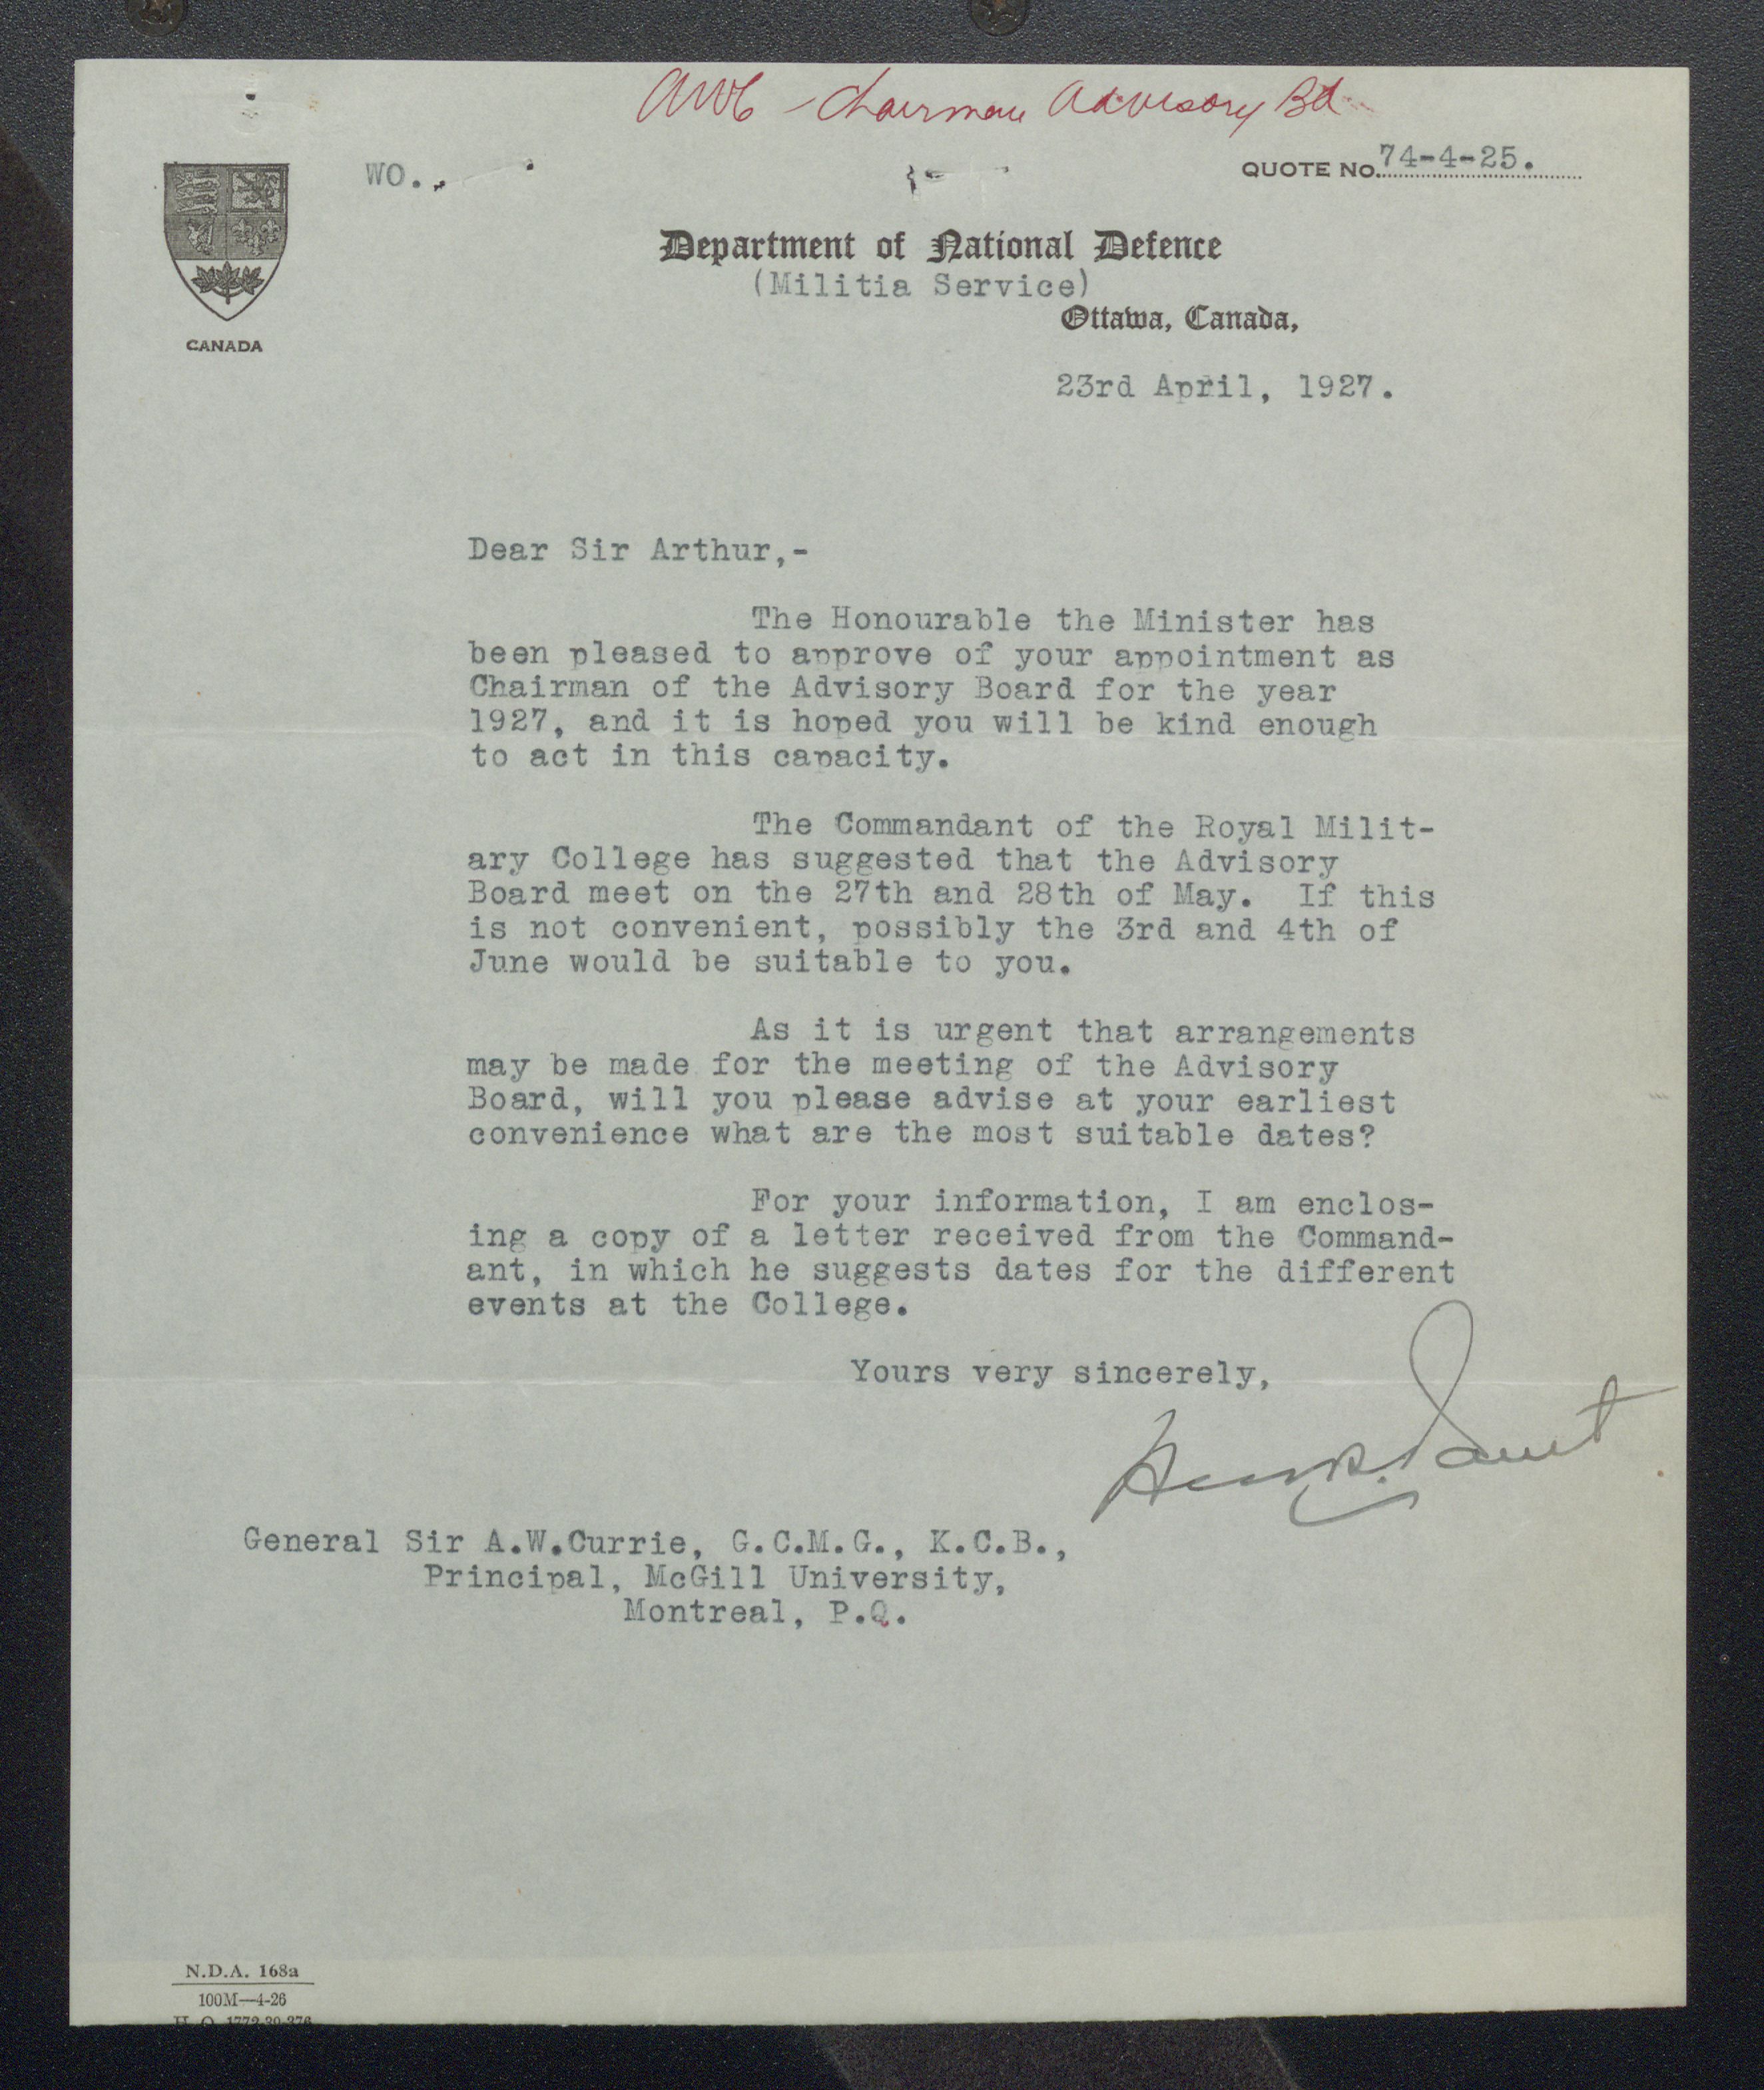 AWC - Chairman Advisory Bd
WO.
QUOTE NO. 74-4-25.
Department of National Defence
(Militia Service)
Ottawa, Canada,
CANADA
23rd April, 1927.
Dear Sir Arthur,-
The Honourable the Minister has
been pleased to approve of your appointment as
Chairman of the Advisory Board for the year
1927, and it is hoped you will be kind enough
to act in this capacity.
The Commandant of the Royal Milit-
ary College has suggested that the Advisory
Board meet on the 27th and 28th of May.  If this
is not convenient, possibly the 3rd and 4th of
June would be suitable to you.
As it is urgent that arrangements
may be made for the meeting of the Advisory
Board, will you please advise at your earliest
convenience what are the most suitable dates?
For your information, I am enclos-
ing a copy of a letter received from the Command-
ant, in which he suggests dates for the different
events at the College.
Yours very sincerely,
General Sir A.W.Currie, G.C.M.G., K.C.B.,
Principal, McGill University,
Montreal, P.Q.
N.D.A. 168a
100M—4-26
H. Q. 1772-39-376